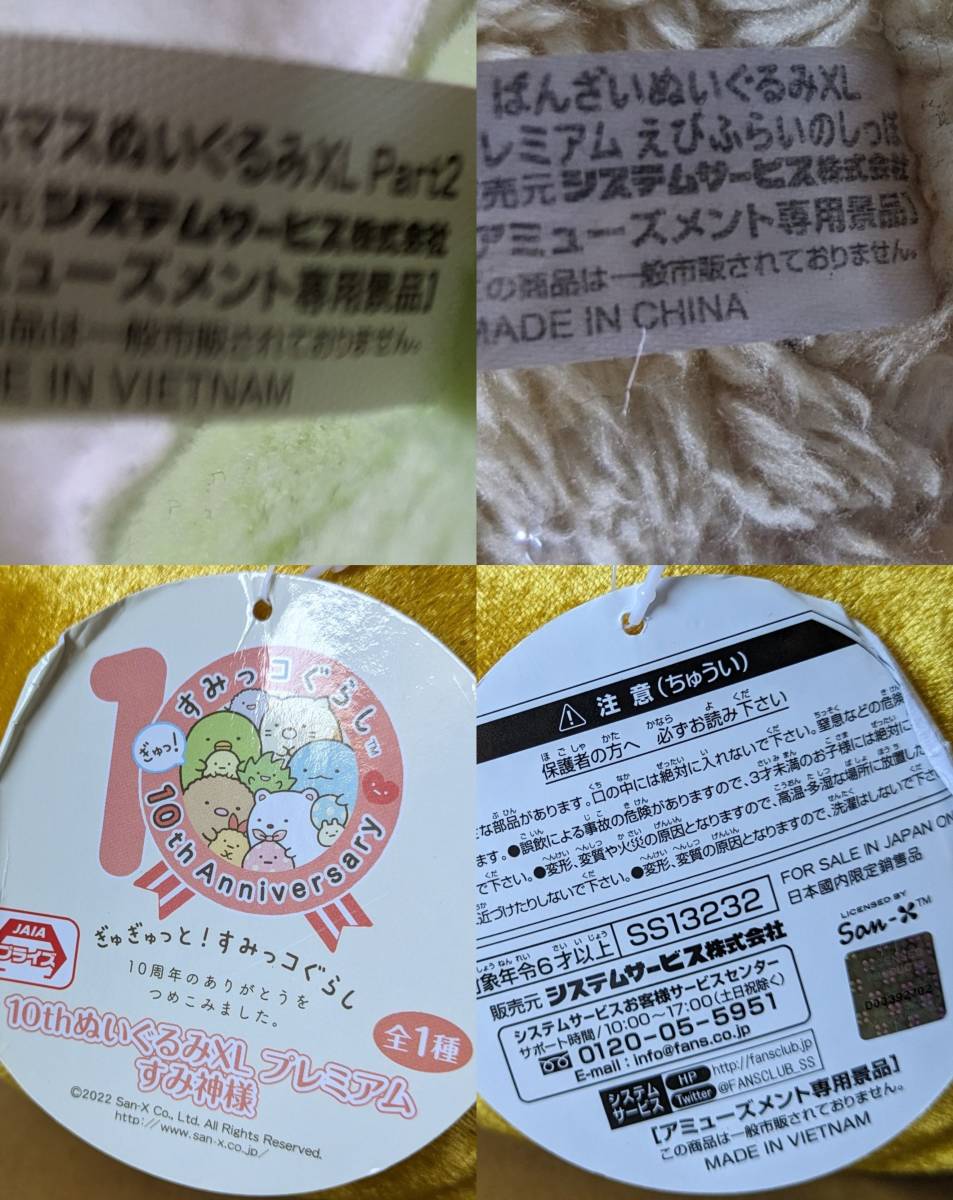 スマスぬいぐるみXL Part2
元 システムサービス株式会社
ミューズメント専用景品】
商品は一般市販されておりません。
E IN VIETNAM
ばんざいぬいぐるみXL
レミアム えびふらいのしっぽ
売元 システムサービス株式会社
アミューズメント専用景品】
の商品は一般市販されておりません。
MADE IN CHINA
すみっコぐらし™
ぎゅっ!
10
10th Anniversary
JAIA
プライズ
ぎゅぎゅっと!すみっコぐらし
10周年のありがとうを
つめこみました。
全1種
10thぬいぐるみXL プレミアム
すみ神様
©2022 San-X Co., Ltd. All Rights Reserved.
http://www.san-x.co.jp/
注意(ちゅうい)
保護者の方へ 必ずお読み下さい
な部品があります。口の中には絶対に入れないで下さい。窒息などの危険
ます。●誤飲による事故の危険がありますので、3才未満のお子様には絶対に
で下さい。●変形、変質や火災の原因となりますので、高温・多湿な場所に放置した
近づけたりしないで下さい。●変形、変質の原因となりますので、洗濯はしないで下さ
対象年令6才以上
SS13232
FOR SALE IN JAPAN ON
日本國内限定銷售品
販売元 システムサービス株式会社
システムサービスお客様サービスセンター
サポート時間/10:00〜17:00(土日祝除く)
0120-05-5951
E-mail : info@fans.co.jp
システムサービス
HP http://fansclub.jp
Twitter @FANSCLUB_SS
LICENSED BY
San-X™
【アミューズメント専用景品】
この商品は一般市販されておりません。
MADE IN VIETNAM